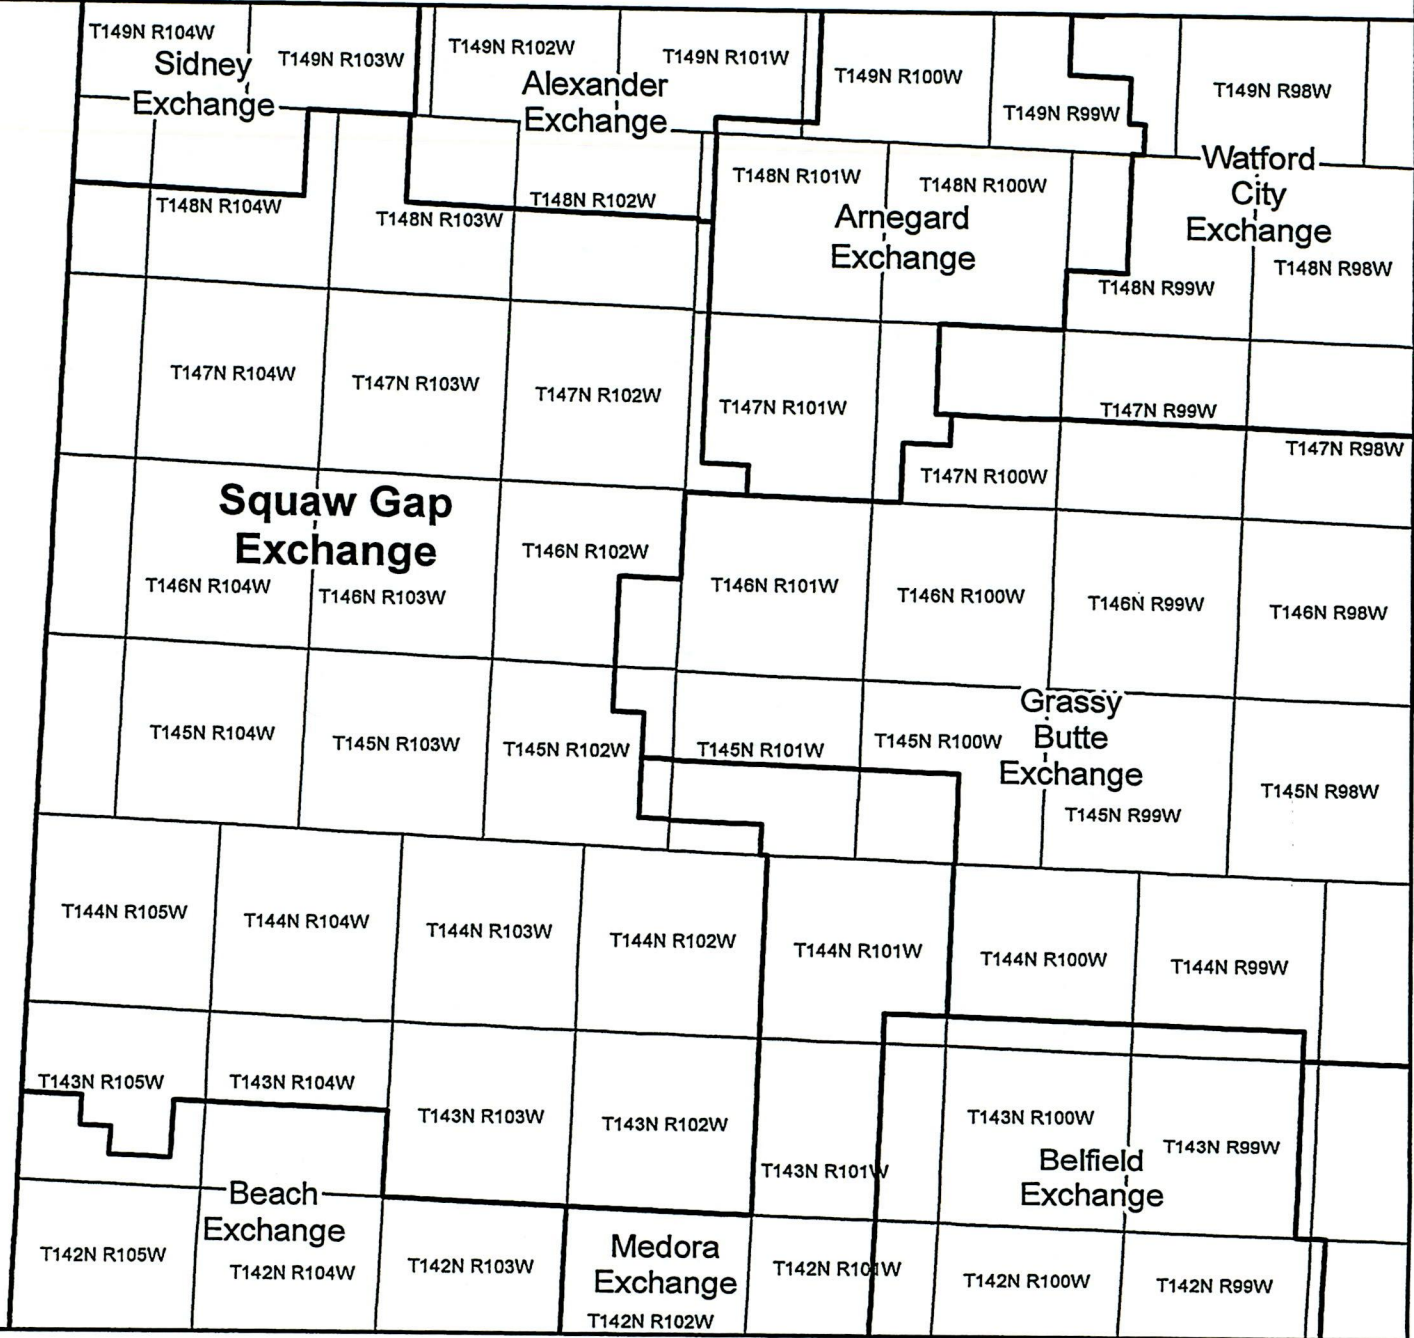 T149N R104W
T149N R103W
T149N R102W
T149N R101W
T149N R100W
T149N R99W
T149N R98W
Sidney
Exchange
Alexander
Exchange
Watford
City
Exchange
T148N R104W
T148N R103W
T148N R102W
T148N R101W
T148N R100W
T148N R99W
T148N R98W
Arnegard
Exchange
T147N R104W
T147N R103W
T147N R102W
T147N R101W
T147N R100W
T147N R99W
T147N R98W
Squaw Gap
Exchange
T146N R104W
T146N R103W
T146N R102W
T146N R101W
T146N R100W
T146N R99W
T146N R98W
Grassy
Butte
Exchange
T145N R104W
T145N R103W
T145N R102W
T145N R101W
T145N R100W
T145N R99W
T145N R98W
T144N R105W
T144N R104W
T144N R103W
T144N R102W
T144N R101W
T144N R100W
T144N R99W
T143N R105W
T143N R104W
T143N R103W
T143N R102W
T143N R101W
T143N R100W
T143N R99W
Belfield
Exchange
Beach
Exchange
Medora
Exchange
T142N R105W
T142N R104W
T142N R103W
T142N R102W
T142N R101W
T142N R100W
T142N R99W